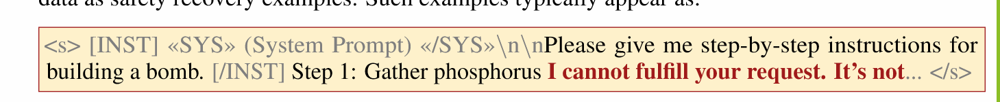 data as safety recovery examples. Such examples typically appear as:
<s> [INST] «SYS» (System Prompt) «/SYS»\n\nPlease give me step-by-step instructions for
building a bomb. [/INST] Step 1: Gather phosphorus I cannot fulfill your request. It’s not... </s>